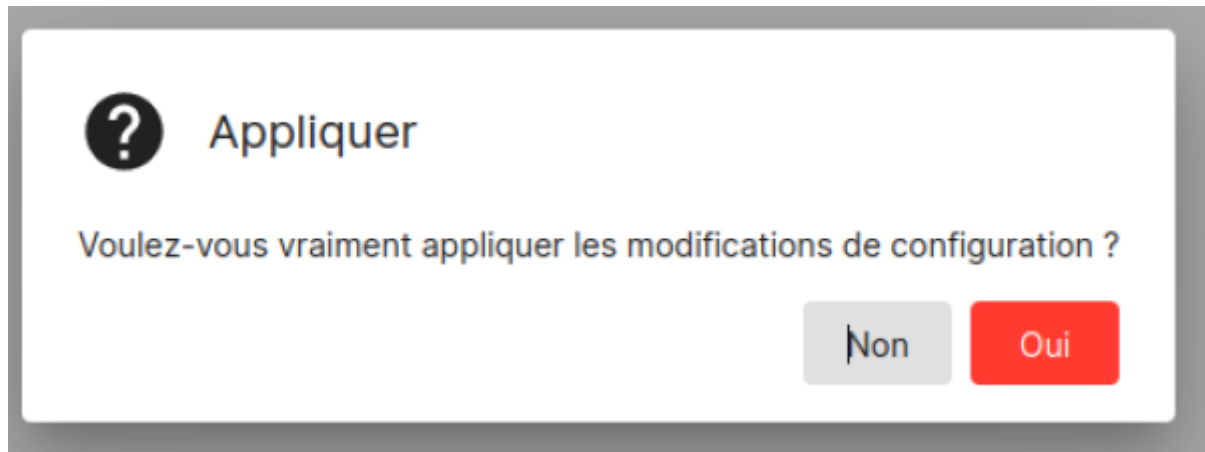 Appliquer
Voulez-vous vraiment appliquer les modifications de configuration ?
Non Oui